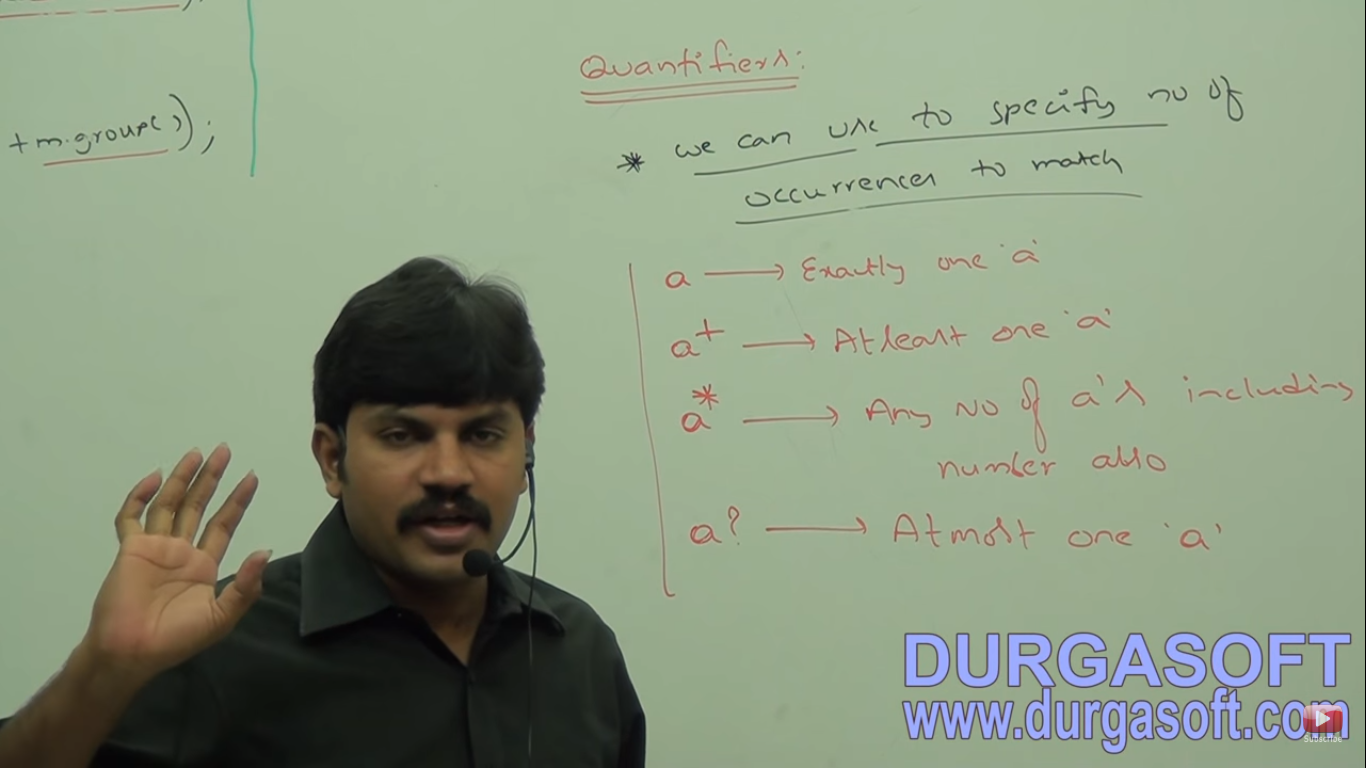 + m.group());
Quantifiers:
* we can use to specify no of
occurrences to match
a → Exactly one 'a'
a+ → Atleast one 'a'
a* → Any No of a's including
number also
a? → Atmost one 'a'
DURGASOFT
www.durgasoft.com
Subscribe